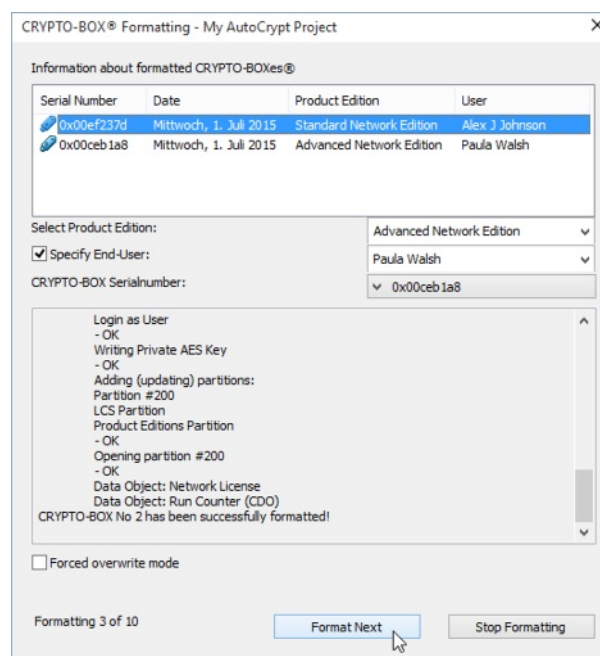 CRYPTO-BOX® Formatting - My AutoCrypt Project
Information about formatted CRYPTO-BOXes®
Serial Number Date Product Edition User
0x00ef237d Mittwoch, 1. Juli 2015 Standard Network Edition Alex J Johnson
0x00ceb1a8 Mittwoch, 1. Juli 2015 Advanced Network Edition Paula Walsh
Select Product Edition: Advanced Network Edition
Specify End-User: Paula Walsh
CRYPTO-BOX Serialnumber: 0x00ceb1a8
Login as User
- OK
Writing Private AES Key
- OK
Adding (updating) partitions:
Partition #200
LCS Partition
Product Editions Partition
- OK
Opening partition #200
- OK
Data Object: Network License
Data Object: Run Counter (CDO)
CRYPTO-BOX No 2 has been successfully formatted!
Forced overwrite mode
Formatting 3 of 10 Format Next Stop Formatting